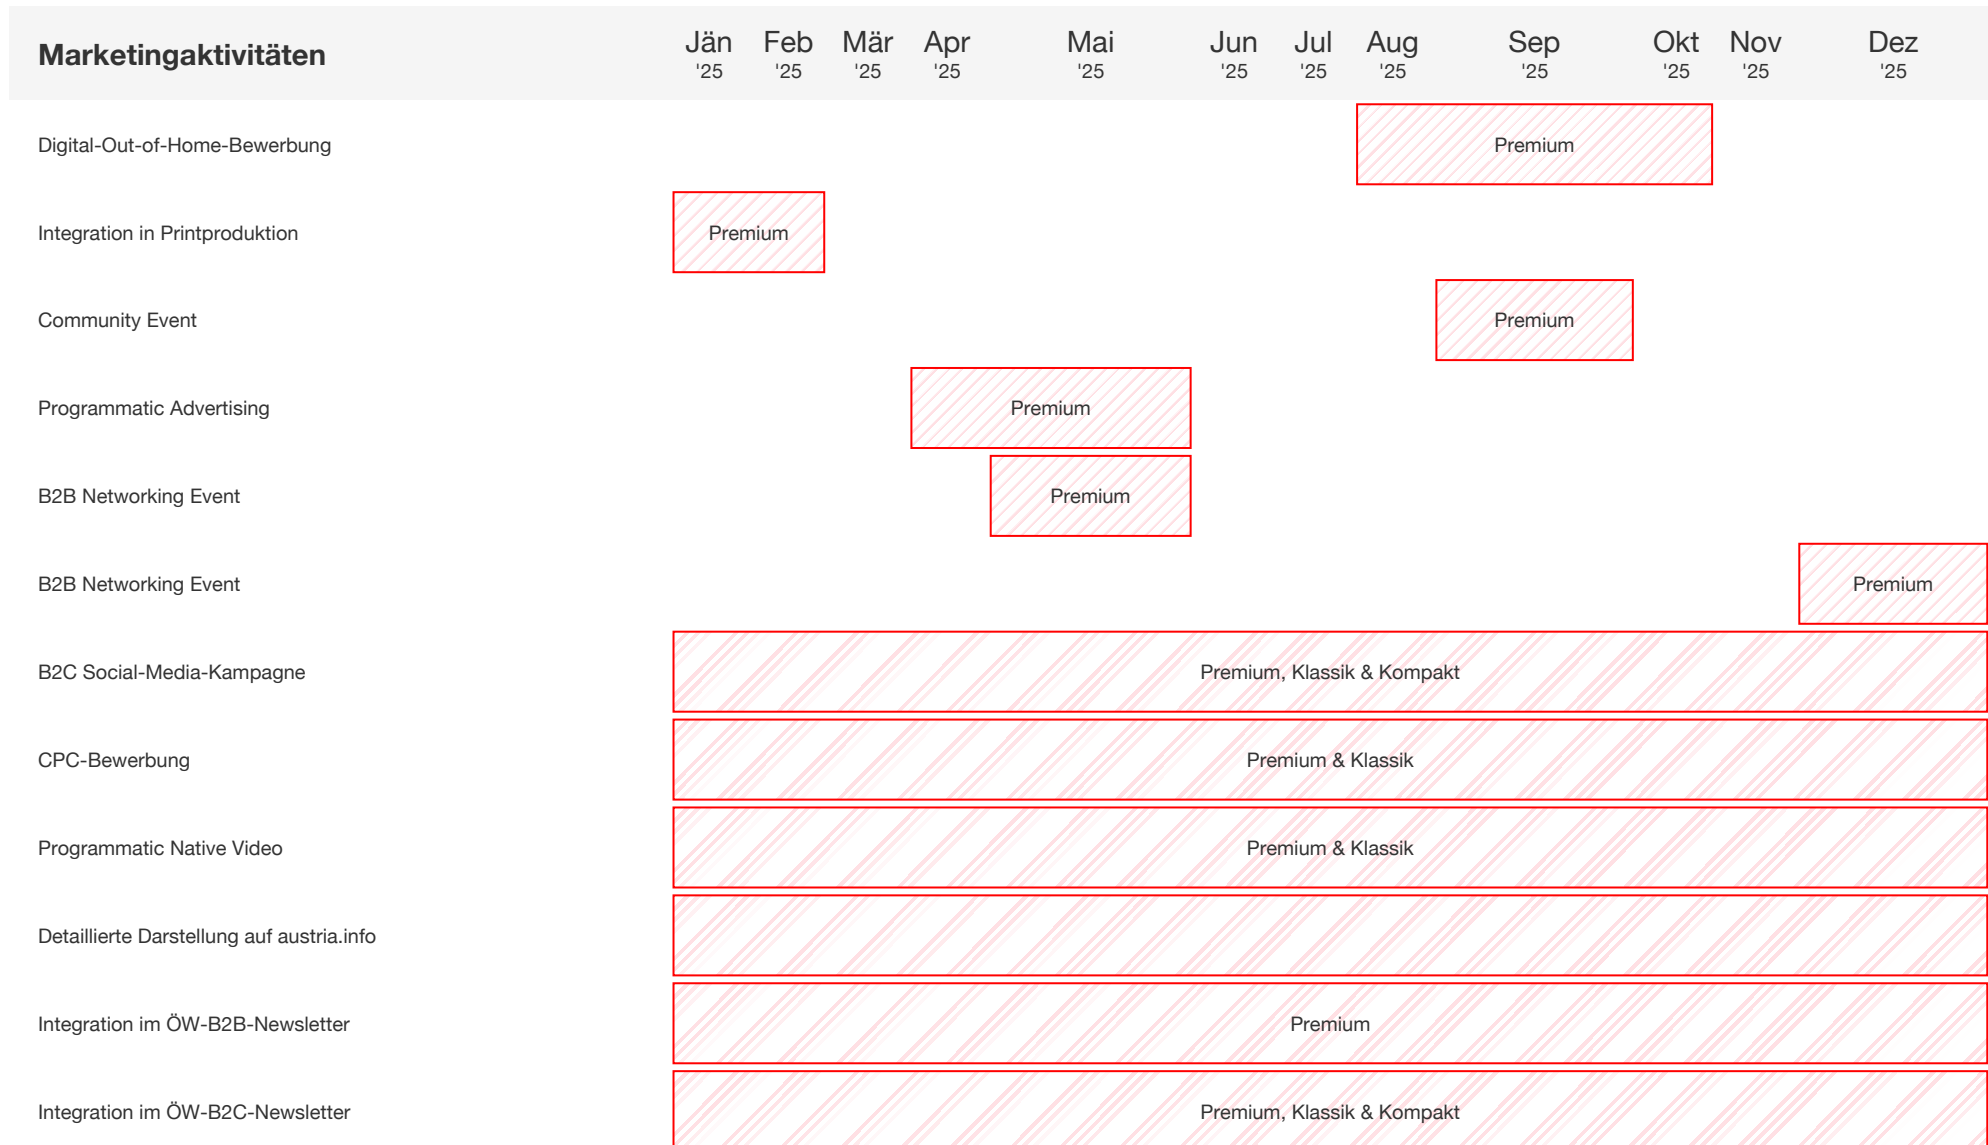 Marketingaktivitäten Jän Feb Mär Apr Mai Jun Jul Aug Sep Okt Nov Dez
'25 '25 '25 '25 '25 '25 '25 '25 '25 '25 '25 '25
Digital-Out-of-Home-Bewerbung Premium
Integration in Printproduktion Premium
Community Event Premium
Programmatic Advertising Premium
B2B Networking Event Premium
B2B Networking Event Premium
B2C Social-Media-Kampagne Premium, Klassik & Kompakt
CPC-Bewerbung Premium & Klassik
Programmatic Native Video Premium & Klassik
Detaillierte Darstellung auf austria.info
Integration im ÖW-B2B-Newsletter Premium
Integration im ÖW-B2C-Newsletter Premium, Klassik & Kompakt